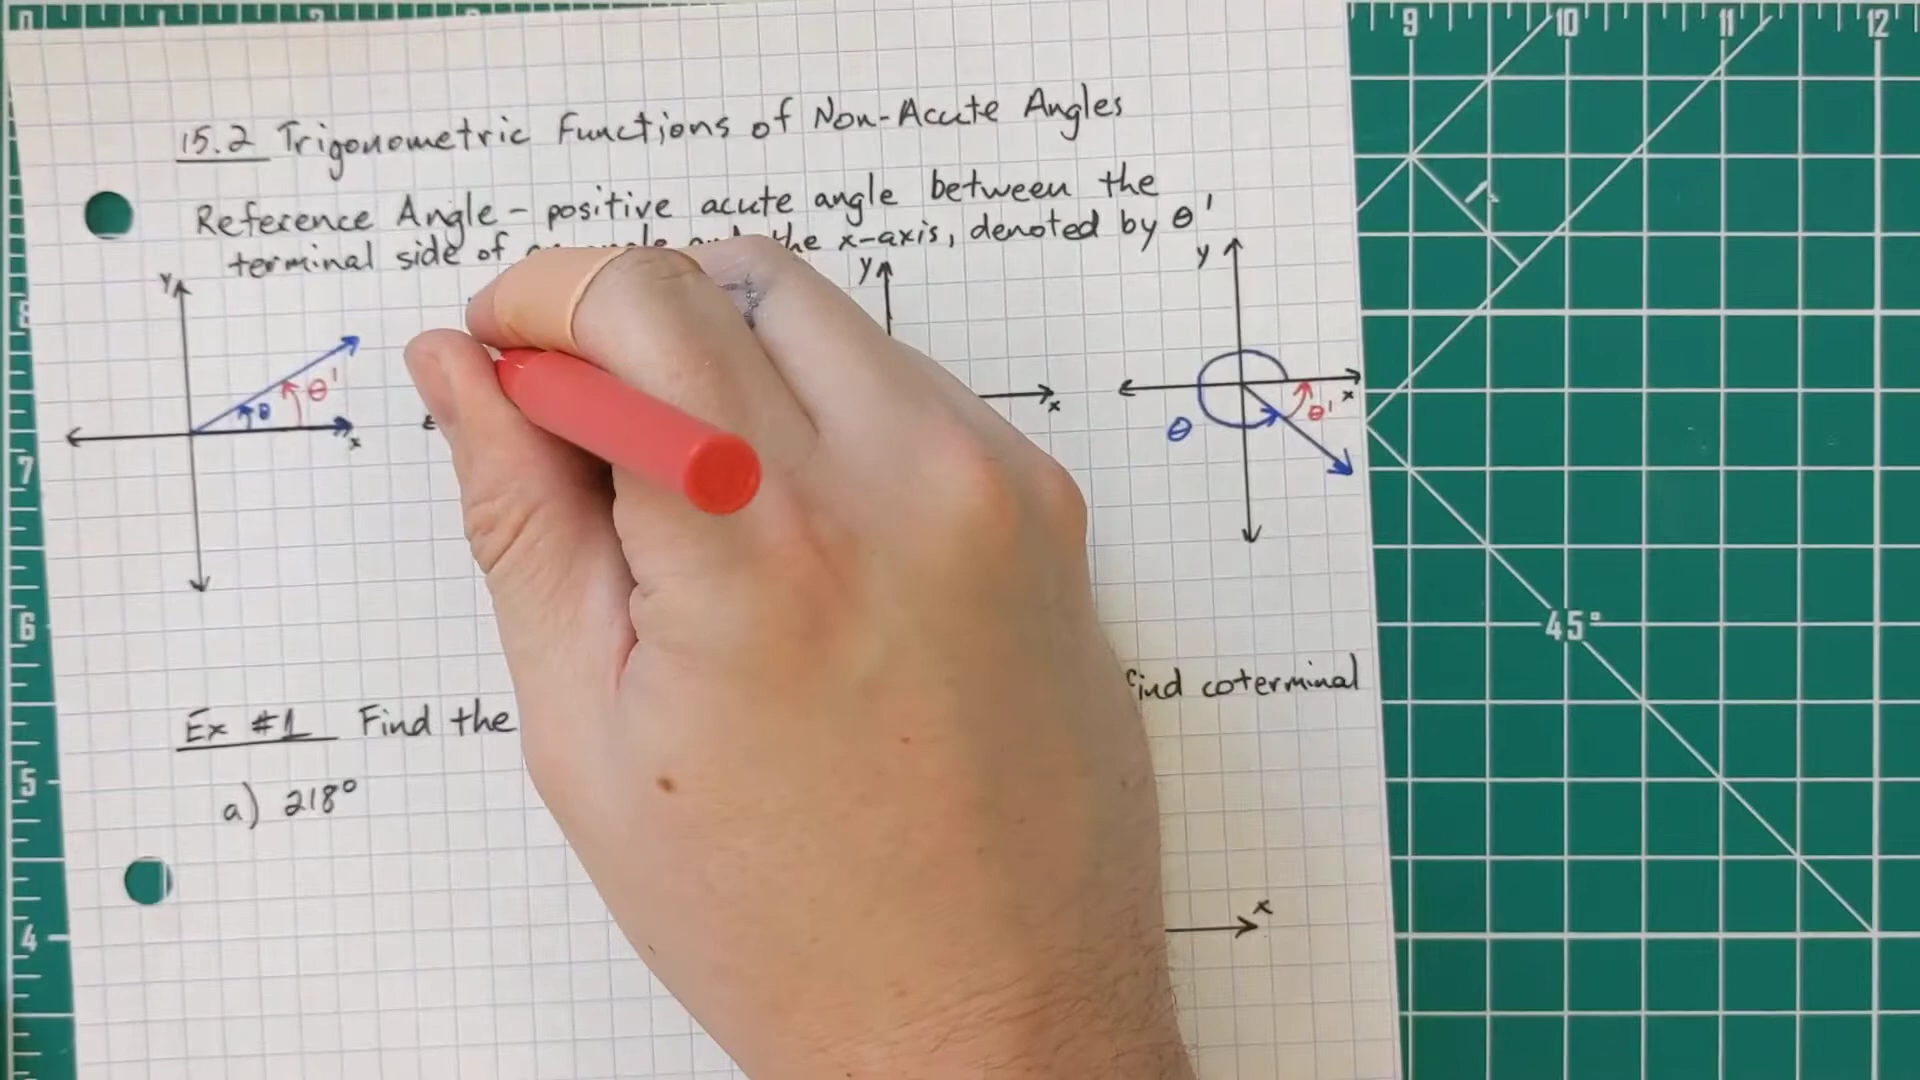 15.2 Trigonometric Functions of Non-Acute Angles
Reference Angle - positive acute angle between the
terminal side of angle the x-axis, denoted by θ'
y
y
y
θ
θ'
x
x
x
θ
θ'
Ex #1 Find the find coterminal
a) 218°
x
9 10 11 12
7
6
5
4
45°